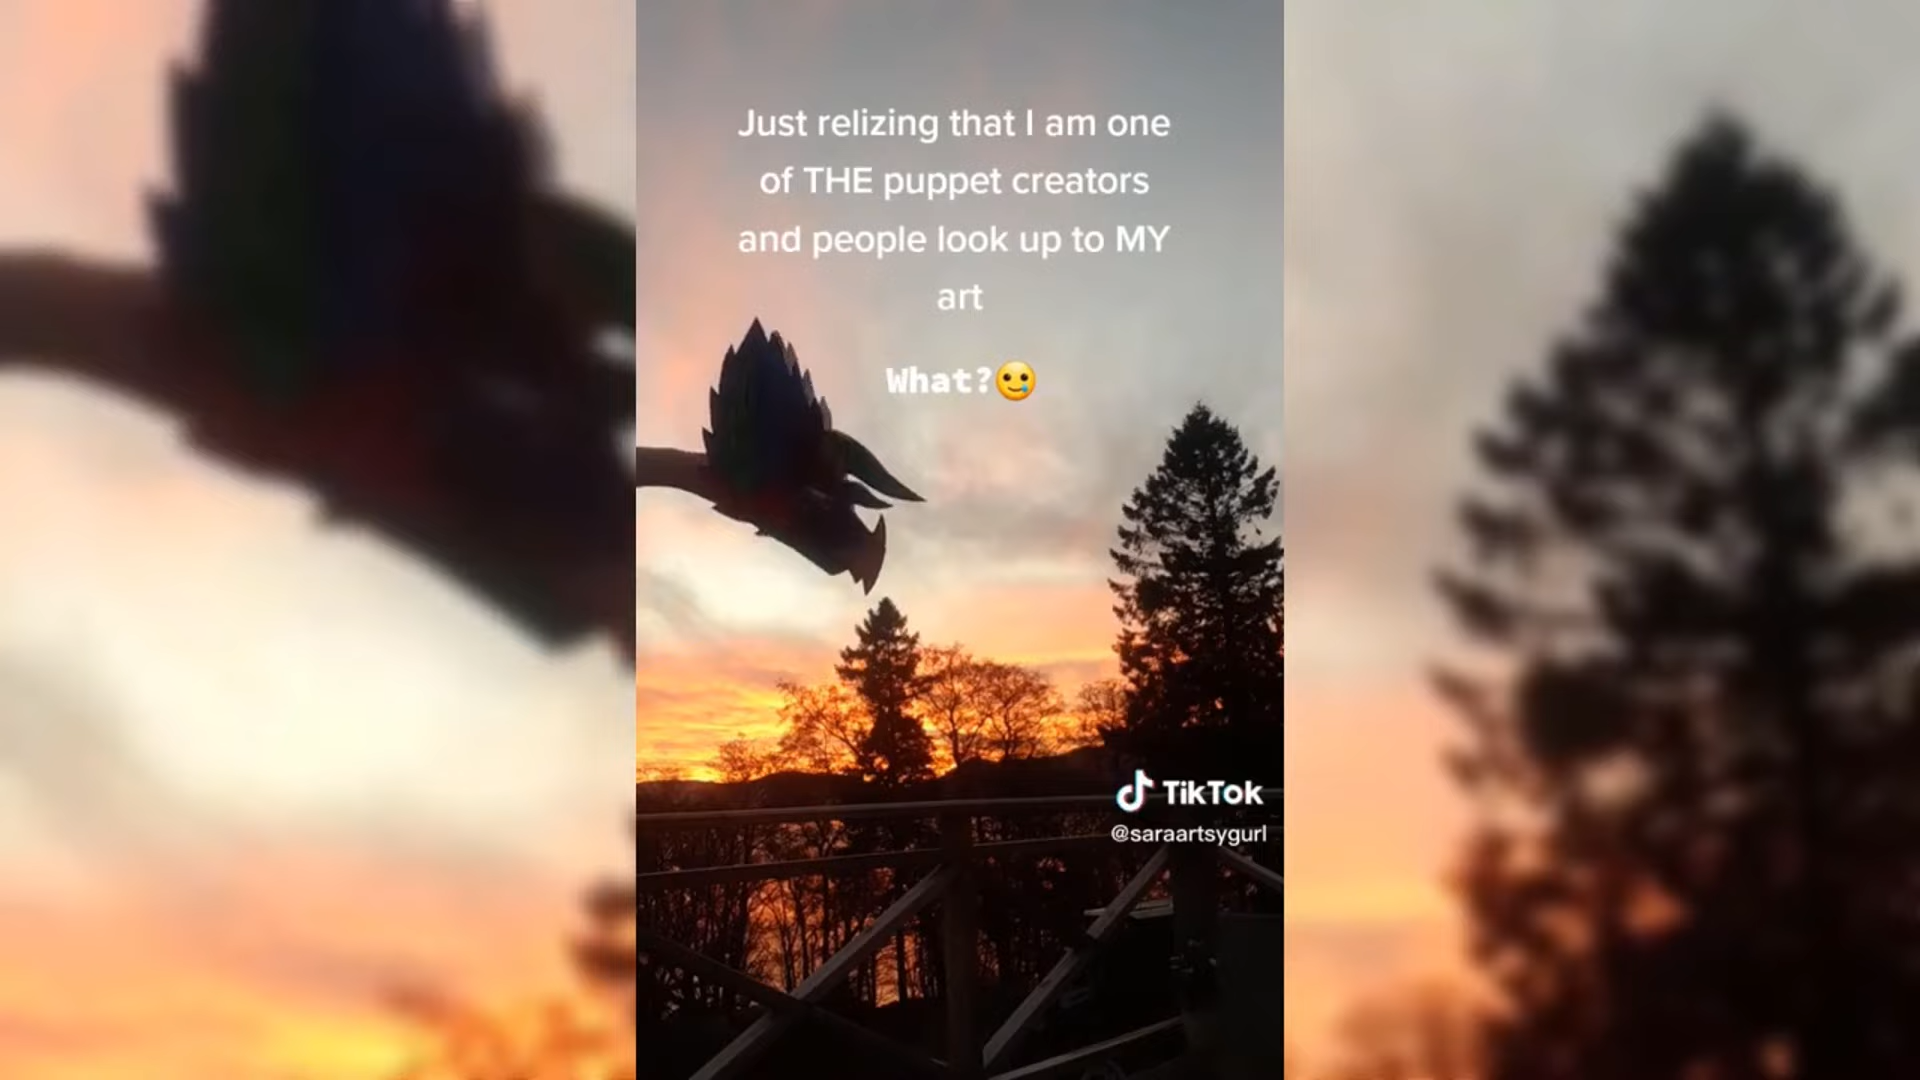 Just relizing that I am one
of THE puppet creators
and people look up to MY
art
What?🥲
TikTok
@saraartsygurl